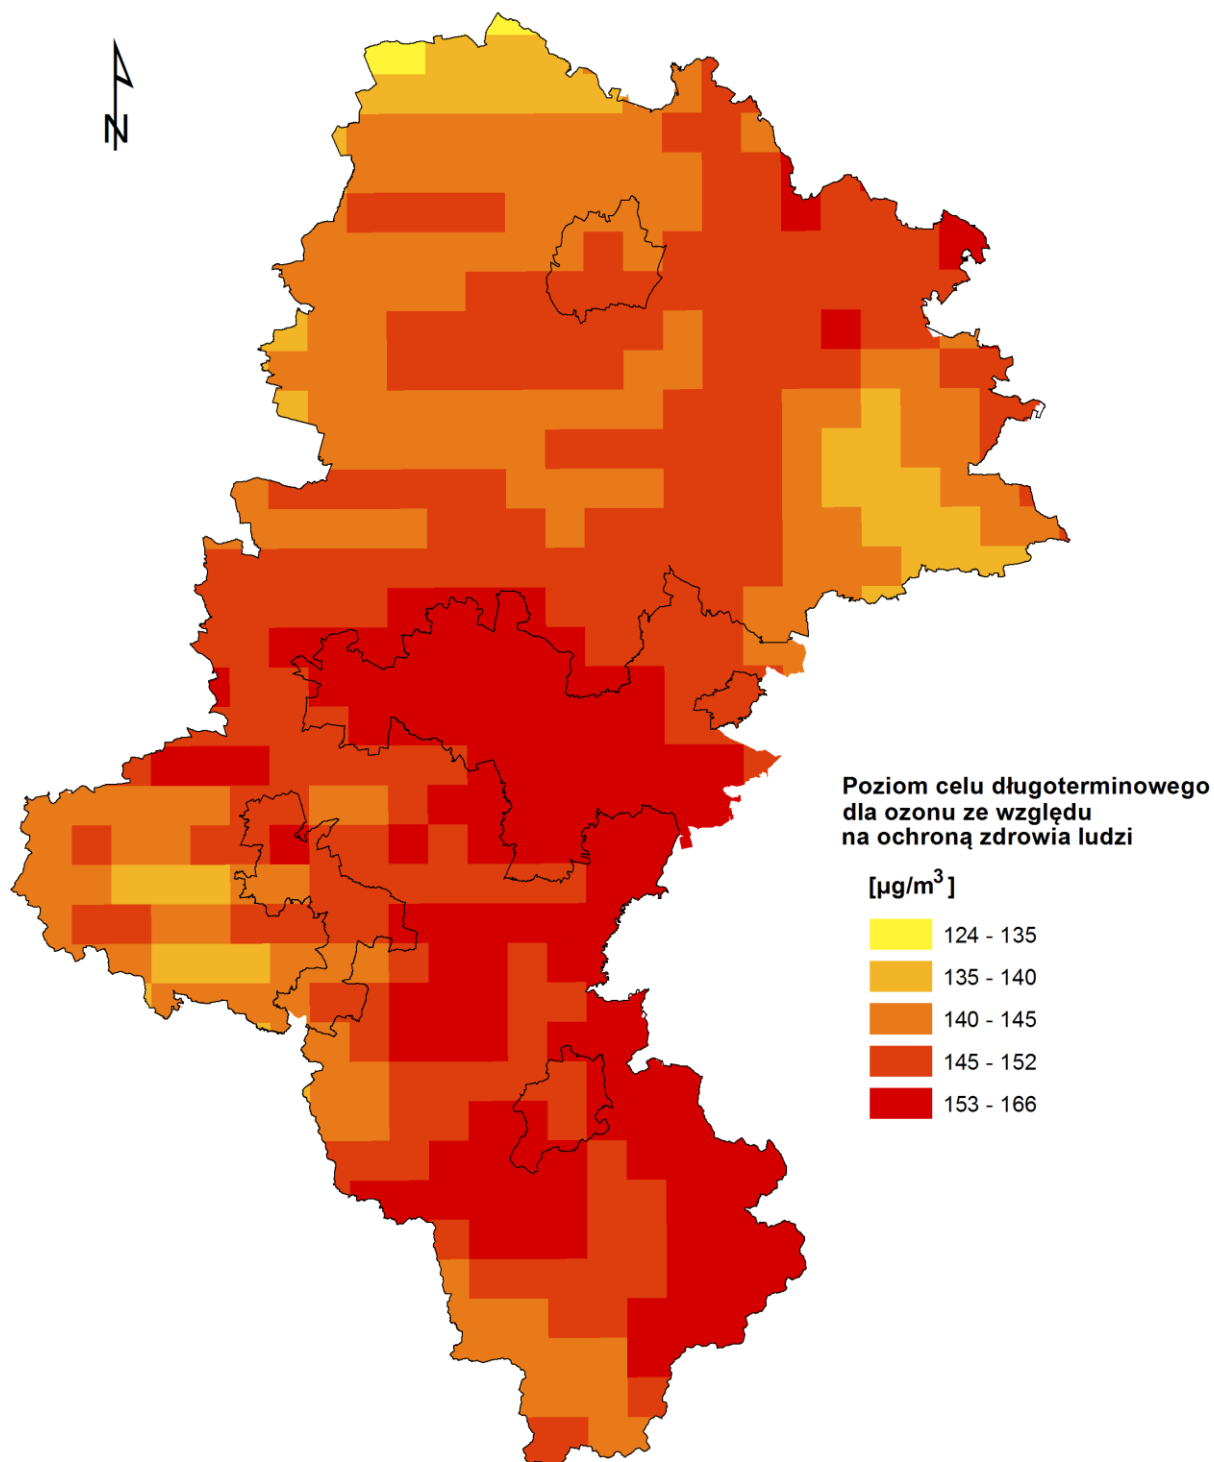 N
Poziom celu długoterminowego
dla ozonu ze względu
na ochroną zdrowia ludzi
[µg/m³ ]
124 - 135
135 - 140
140 - 145
145 - 152
153 - 166